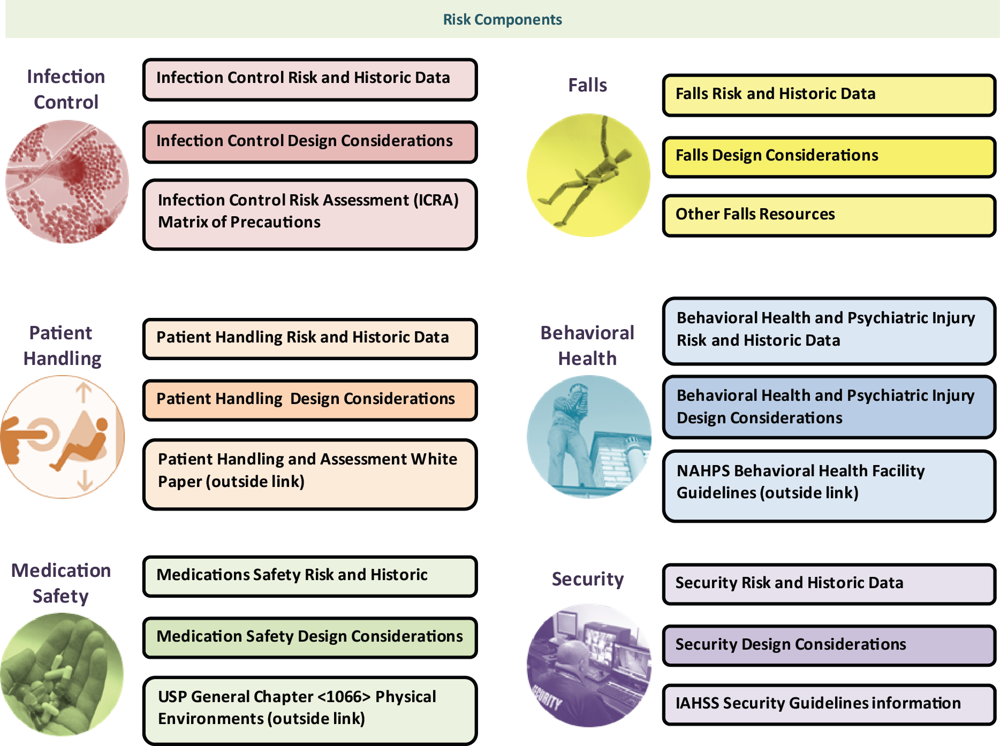 Risk Components
Infection
Control
Infection Control Risk and Historic Data
Infection Control Design Considerations
Infection Control Risk Assessment (ICRA)
Matrix of Precautions
Falls
Falls Risk and Historic Data
Falls Design Considerations
Other Falls Resources
Patient
Handling
Patient Handling Risk and Historic Data
Patient Handling  Design Considerations
Patient Handling and Assessment White
Paper (outside link)
Behavioral
Health
Behavioral Health and Psychiatric Injury
Risk and Historic Data
Behavioral Health and Psychiatric Injury
Design Considerations
NAHPS Behavioral Health Facility
Guidelines (outside link)
Medication
Safety
Medications Safety Risk and Historic
Medication Safety Design Considerations
USP General Chapter <1066> Physical
Environments (outside link)
Security
SECURITY
Security Risk and Historic Data
Security Design Considerations
IAHSS Security Guidelines information